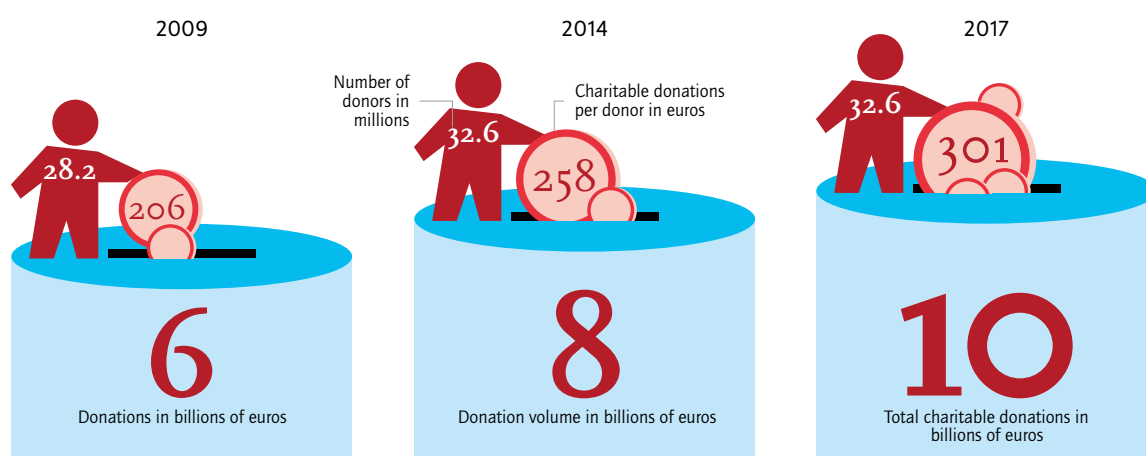 2009
2014
2017
Number of
donors in
millions
Charitable donations
per donor in euros
28.2
206
32.6
258
32.6
301
6
8
10
Donations in billions of euros
Donation volume in billions of euros
Total charitable donations in
billions of euros